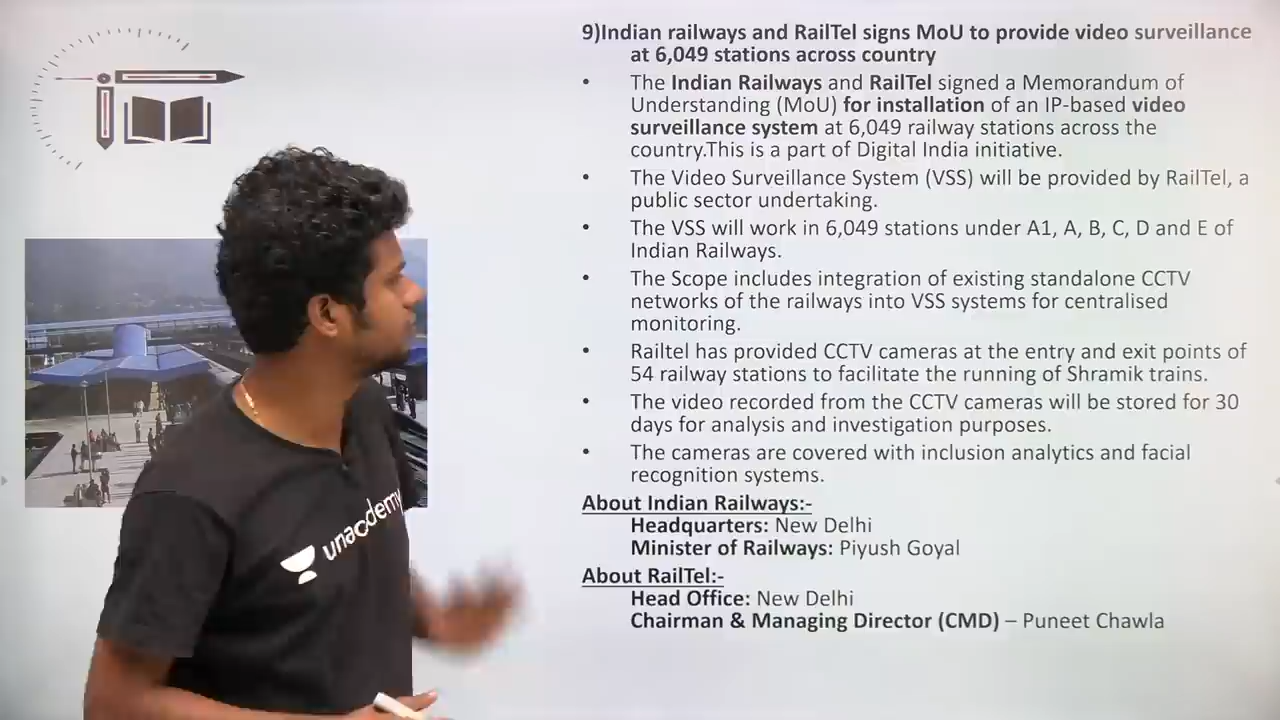 9)Indian railways and RailTel signs MoU to provide video surveillance
at 6,049 stations across country
• The Indian Railways and RailTel signed a Memorandum of
Understanding (MoU) for installation of an IP-based video
surveillance system at 6,049 railway stations across the
country.This is a part of Digital India initiative.
• The Video Surveillance System (VSS) will be provided by RailTel, a
public sector undertaking.
• The VSS will work in 6,049 stations under A1, A, B, C, D and E of
Indian Railways.
• The Scope includes integration of existing standalone CCTV
networks of the railways into VSS systems for centralised
monitoring.
• Railtel has provided CCTV cameras at the entry and exit points of
54 railway stations to facilitate the running of Shramik trains.
• The video recorded from the CCTV cameras will be stored for 30
days for analysis and investigation purposes.
• The cameras are covered with inclusion analytics and facial
recognition systems.
About Indian Railways:-
Headquarters: New Delhi
Minister of Railways: Piyush Goyal
About RailTel:-
Head Office: New Delhi
Chairman & Managing Director (CMD) – Puneet Chawla
unacademy